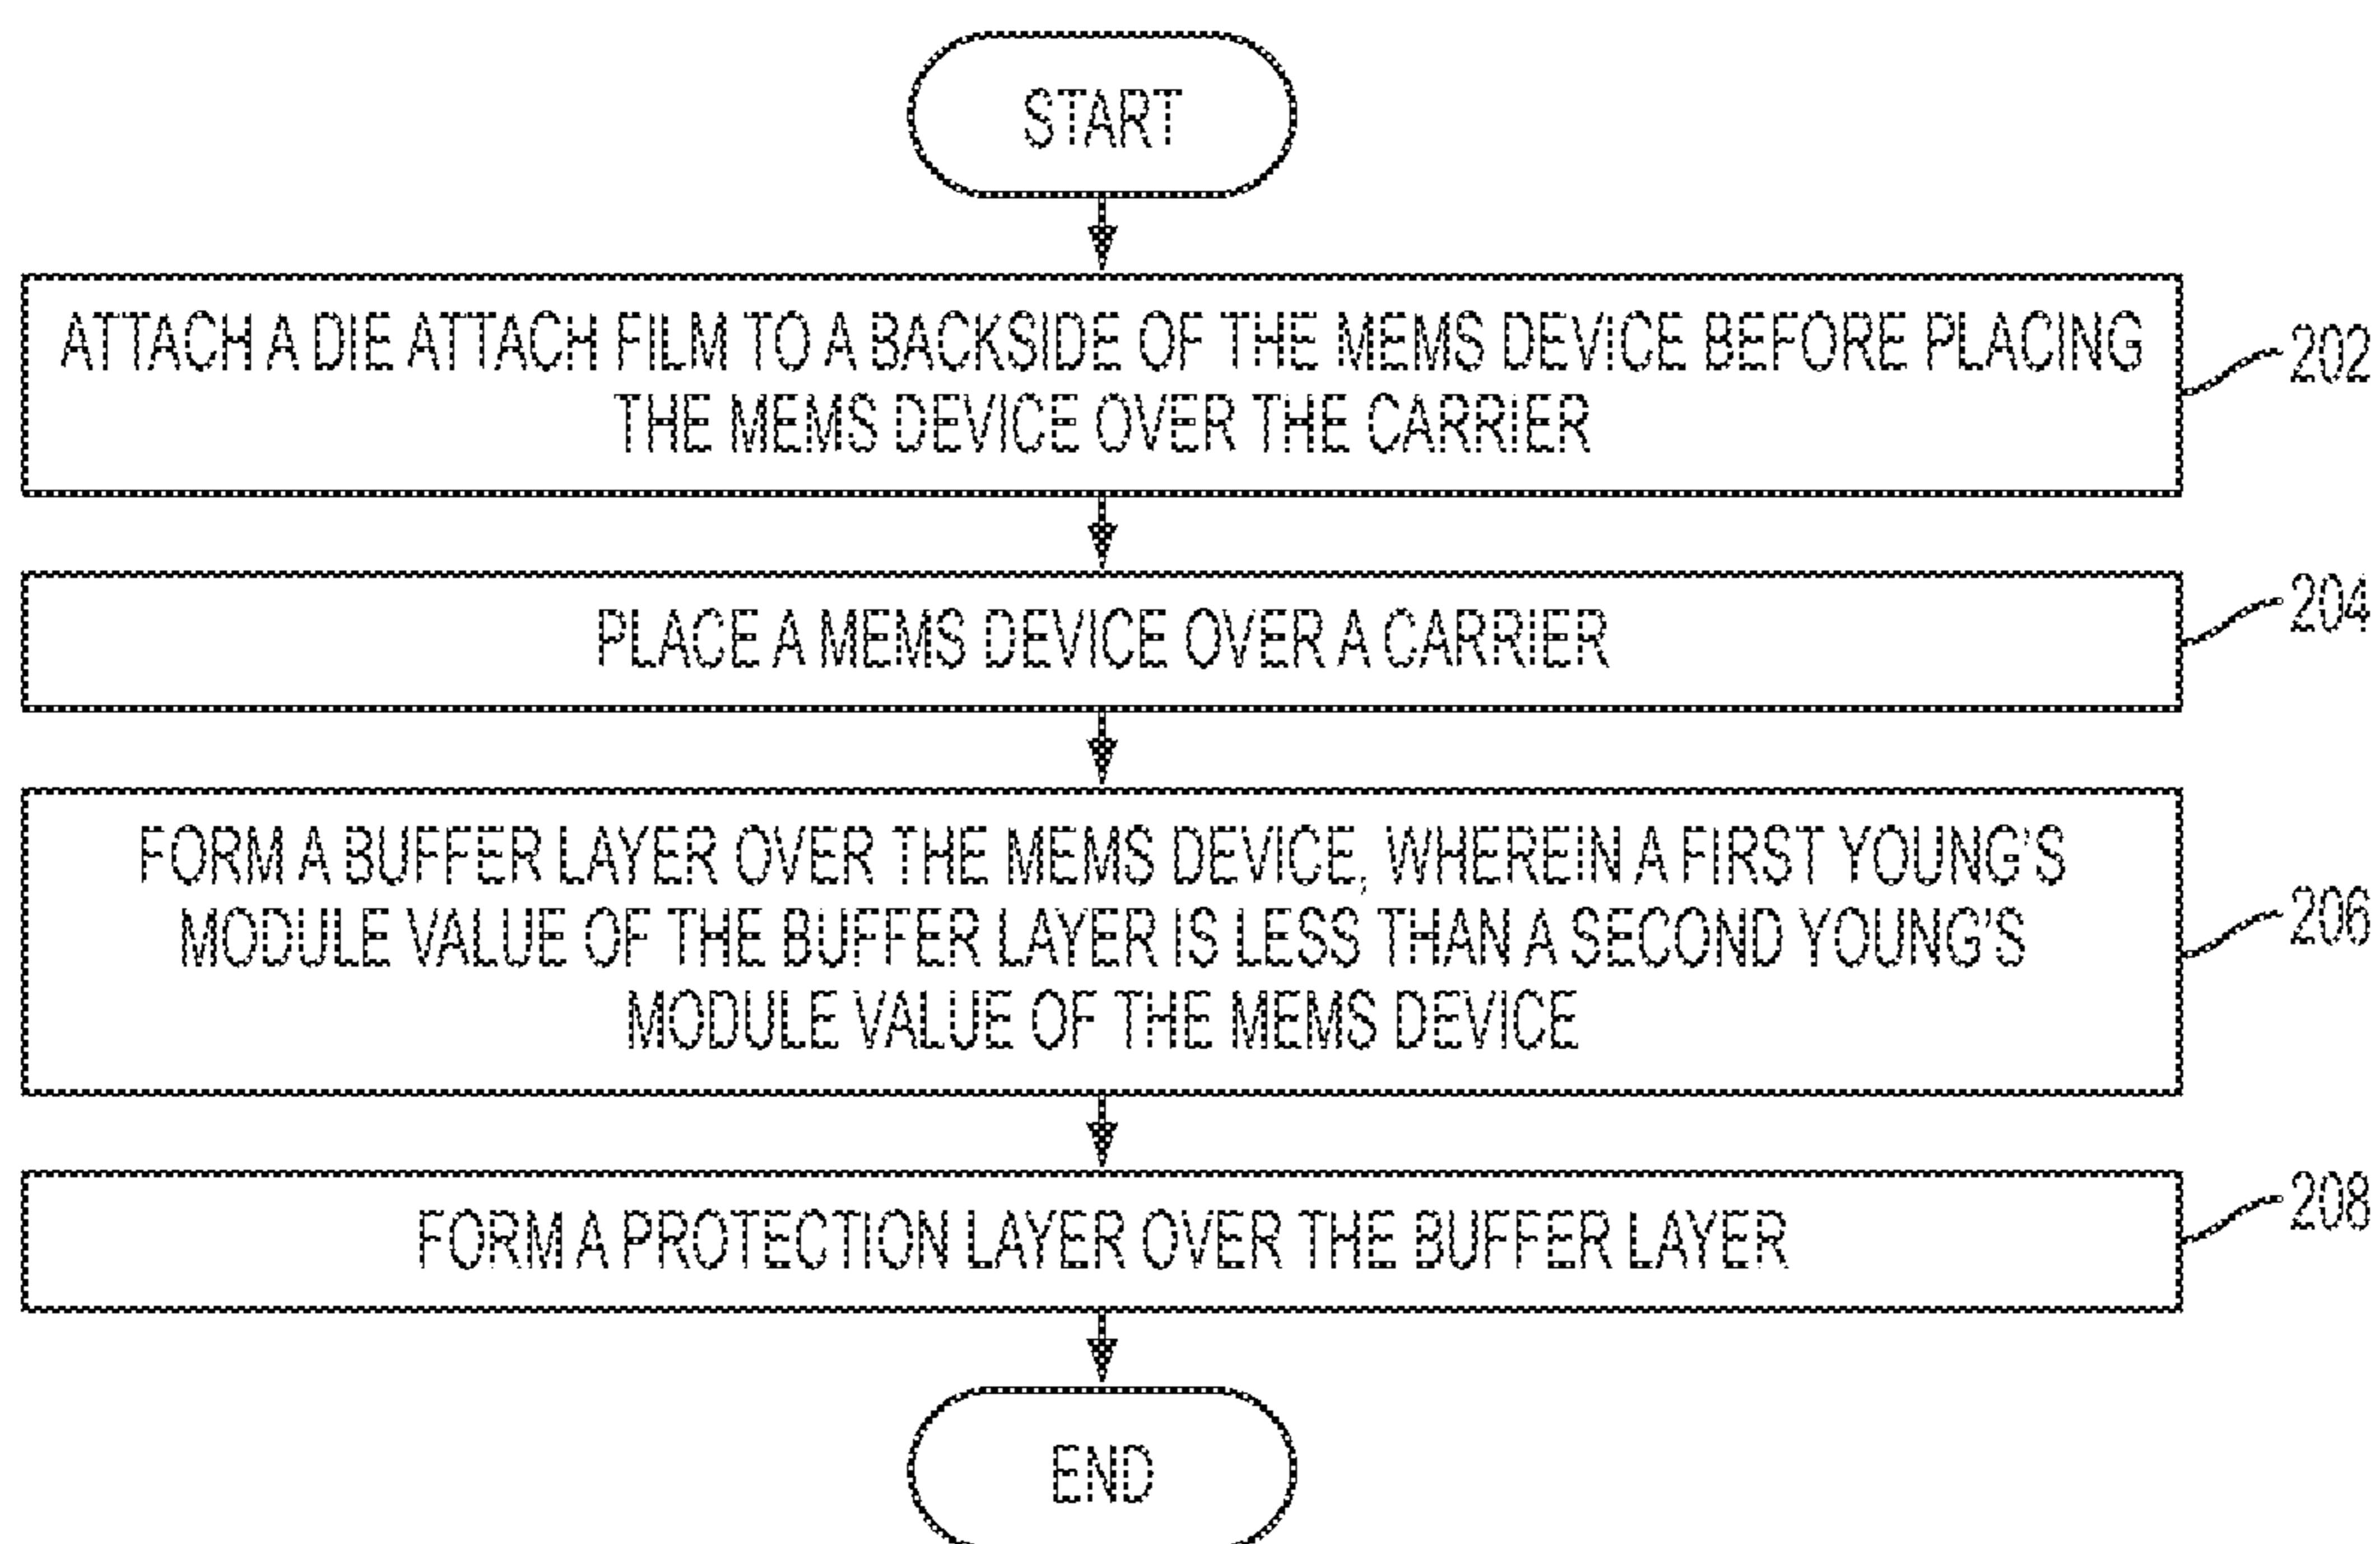 START
ATTACH A DIE ATTACH FILM TO A BACKSIDE OF THE MEMS DEVICE BEFORE PLACING
THE MEMS DEVICE OVER THE CARRIER
202
PLACE A MEMS DEVICE OVER A CARRIER
204
FORM A BUFFER LAYER OVER THE MEMS DEVICE, WHEREIN A FIRST YOUNG'S
MODULE VALUE OF THE BUFFER LAYER IS LESS THAN A SECOND YOUNG'S
MODULE VALUE OF THE MEMS DEVICE
206
FORM A PROTECTION LAYER OVER THE BUFFER LAYER
208
END